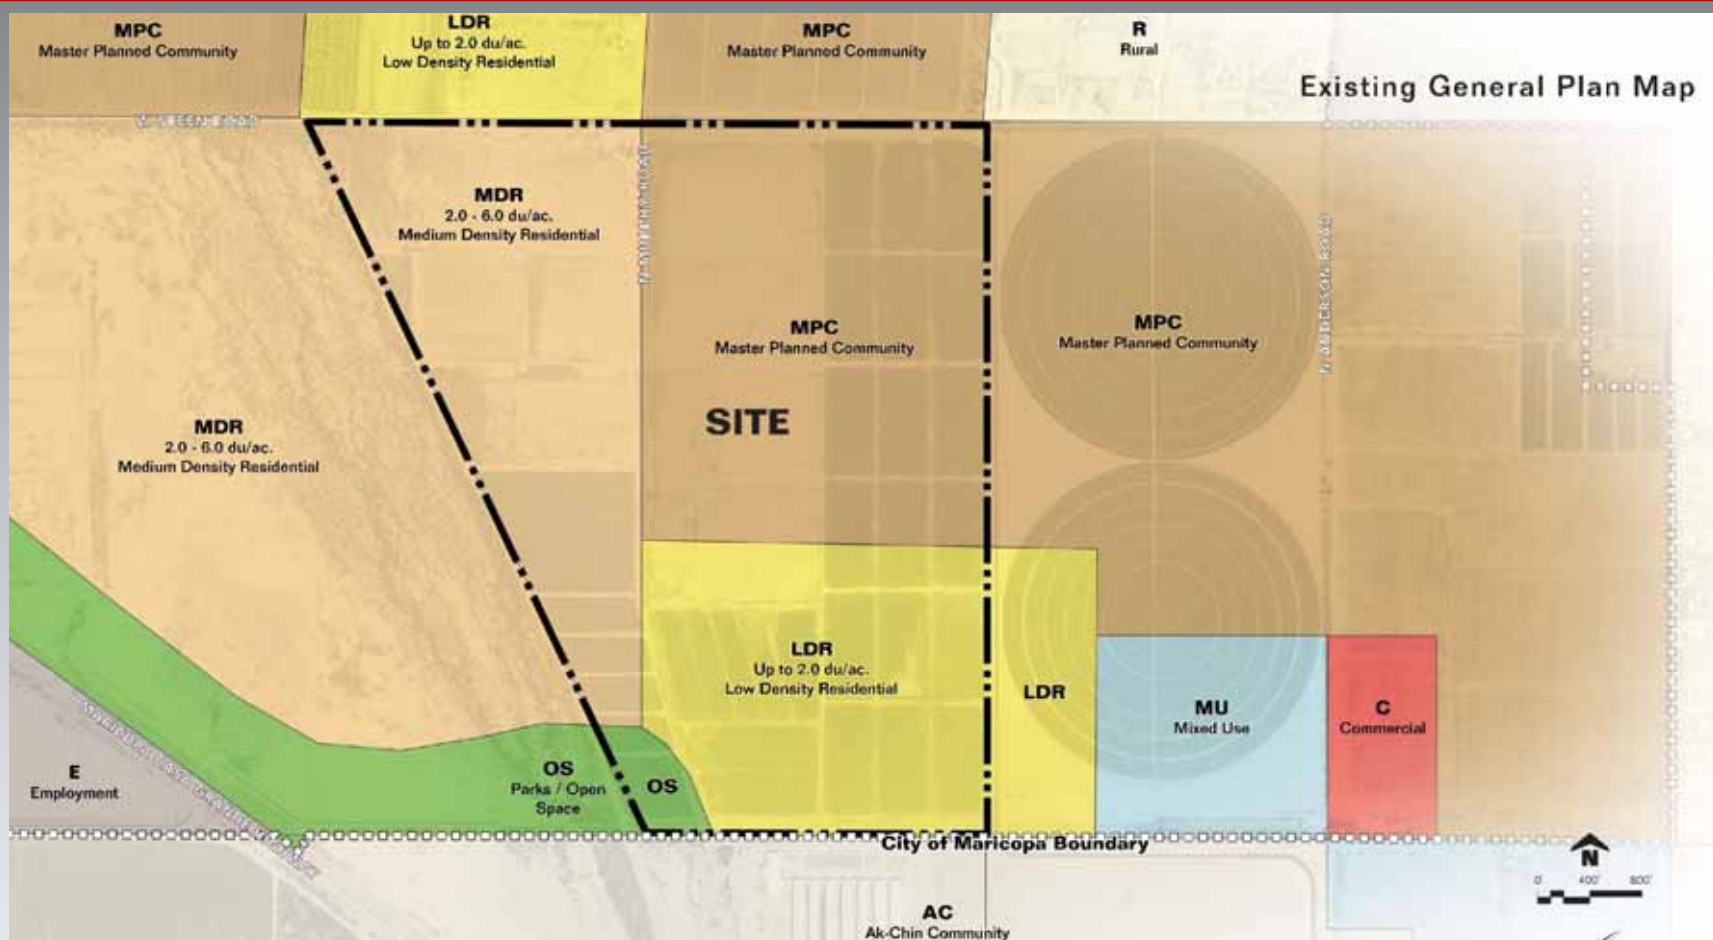 MPC
Master Planned Community
LDR
Up to 2.0 du/ac.
Low Density Residential
MPC
Master Planned Community
R
Rural
Existing General Plan Map
MDR
2.0 - 6.0 du/ac.
Medium Density Residential
MPC
Master Planned Community
MPC
Master Planned Community
N. ANDERSON ROAD
SITE
MDR
2.0 - 6.0 du/ac.
Medium Density Residential
LDR
Up to 2.0 du/ac.
Low Density Residential
LDR
MU
Mixed Use
C
Commercial
E
Employment
OS
Parks / Open
Space
OS
City of Maricopa Boundary
N
0 400' 800'
AC
Ak-Chin Community